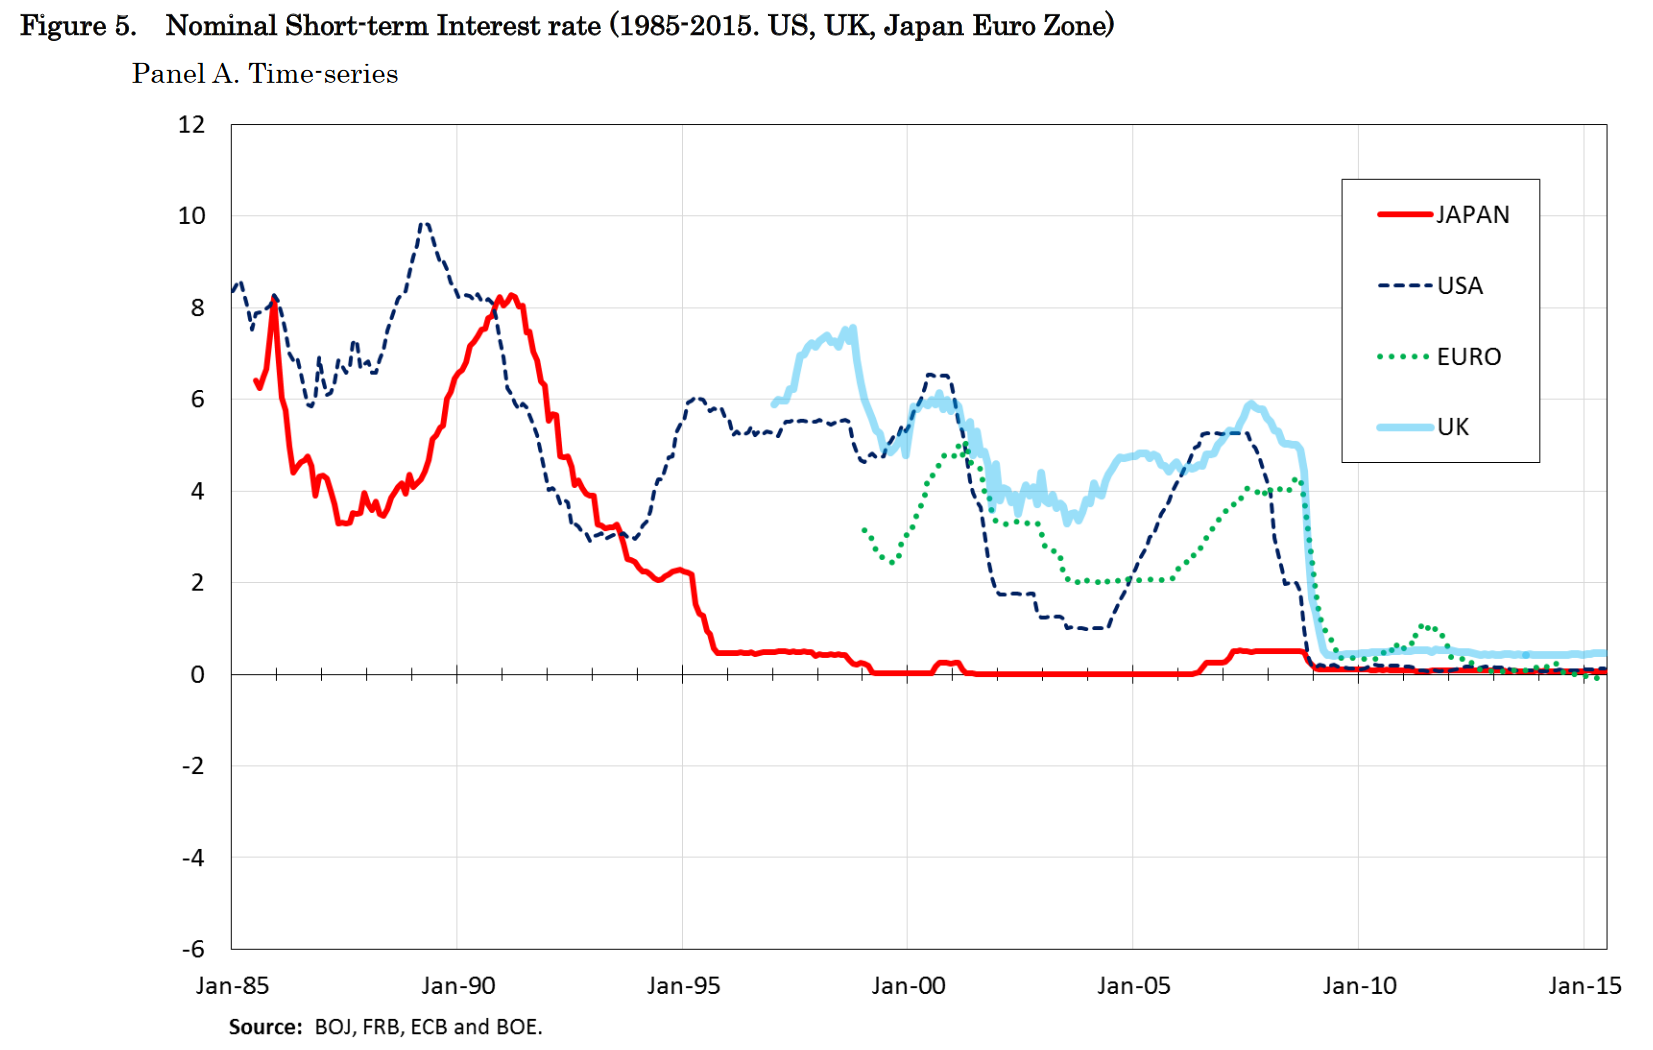 Figure 5. Nominal Short-term Interest rate (1985-2015. US, UK, Japan Euro Zone)
Panel A. Time-series
12
10
8
6
4
2
0
-2
-4
-6
JAPAN
USA
EURO
UK
Jan-85 Jan-90 Jan-95 Jan-00 Jan-05 Jan-10 Jan-15
Source: BOJ, FRB, ECB and BOE.